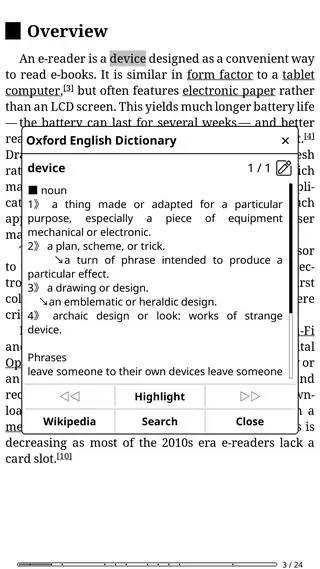 Overview
An e-reader is a device designed as a convenient way
to read e-books. It is similar in form factor to a tablet
computer,[3] but often features electronic paper rather
than an LCD screen. This yields much longer battery life
— the battery can last for several weeks — and better
[4]
Oxford English Dictionary ×
device 1 / 1
■ noun
1》 a thing made or adapted for a particular
purpose, especially a piece of equipment
mechanical or electronic.
2》 a plan, scheme, or trick.
↘a turn of phrase intended to produce a
particular effect.
3》 a drawing or design.
↘an emblematic or heraldic design.
4》 archaic design or look: works of strange
device.
Phrases
leave someone to their own devices leave someone
Highlight
Wikipedia Search Close
decreasing as most of the 2010s era e-readers lack a
card slot.[10]
3 / 24